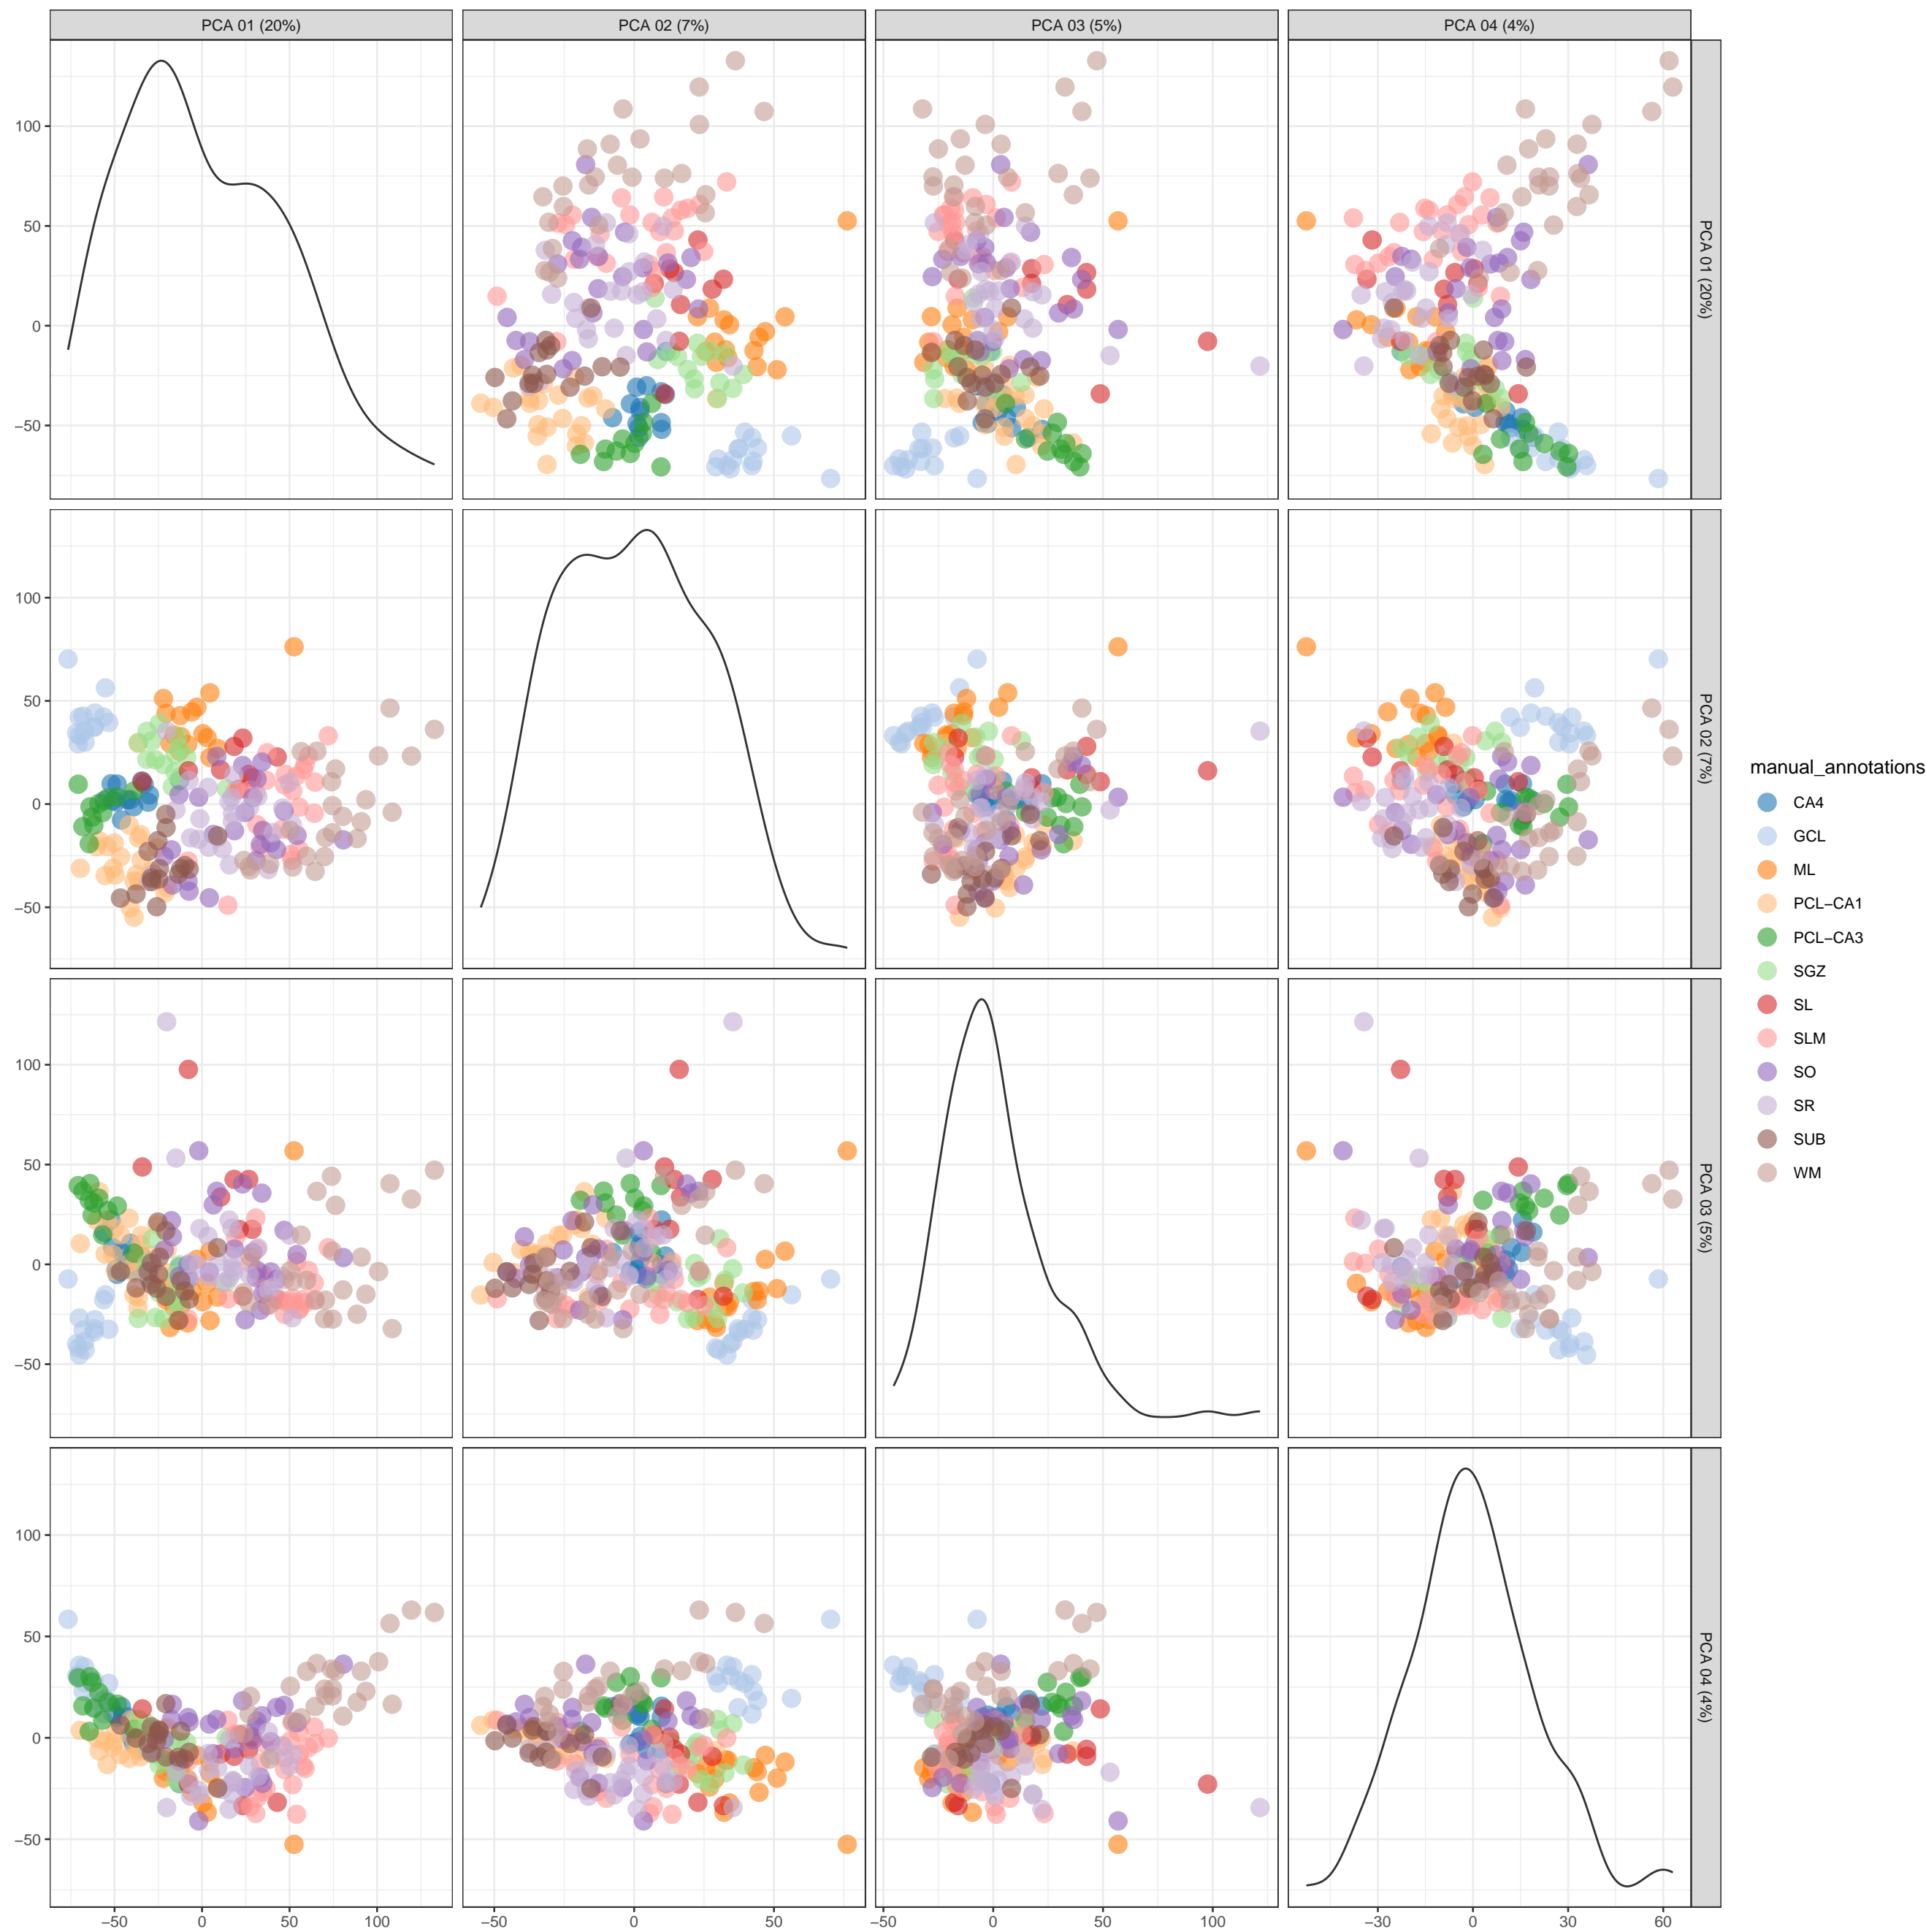 PCA 01 (20%)
PCA 02 (7%)
PCA 03 (5%)
PCA 04 (4%)
100
50
0
−50
PCA 01 (20%)
100
50
0
−50
PCA 02 (7%)
manual_annotations
CA4
GCL
ML
PCL−CA1
PCL−CA3
SGZ
SL
SLM
SO
SR
SUB
WM
100
50
0
−50
PCA 03 (5%)
100
50
0
−50
PCA 04 (4%)
−50 0 50 100
−50 0 50
−50 0 50 100
−30 0 30 60